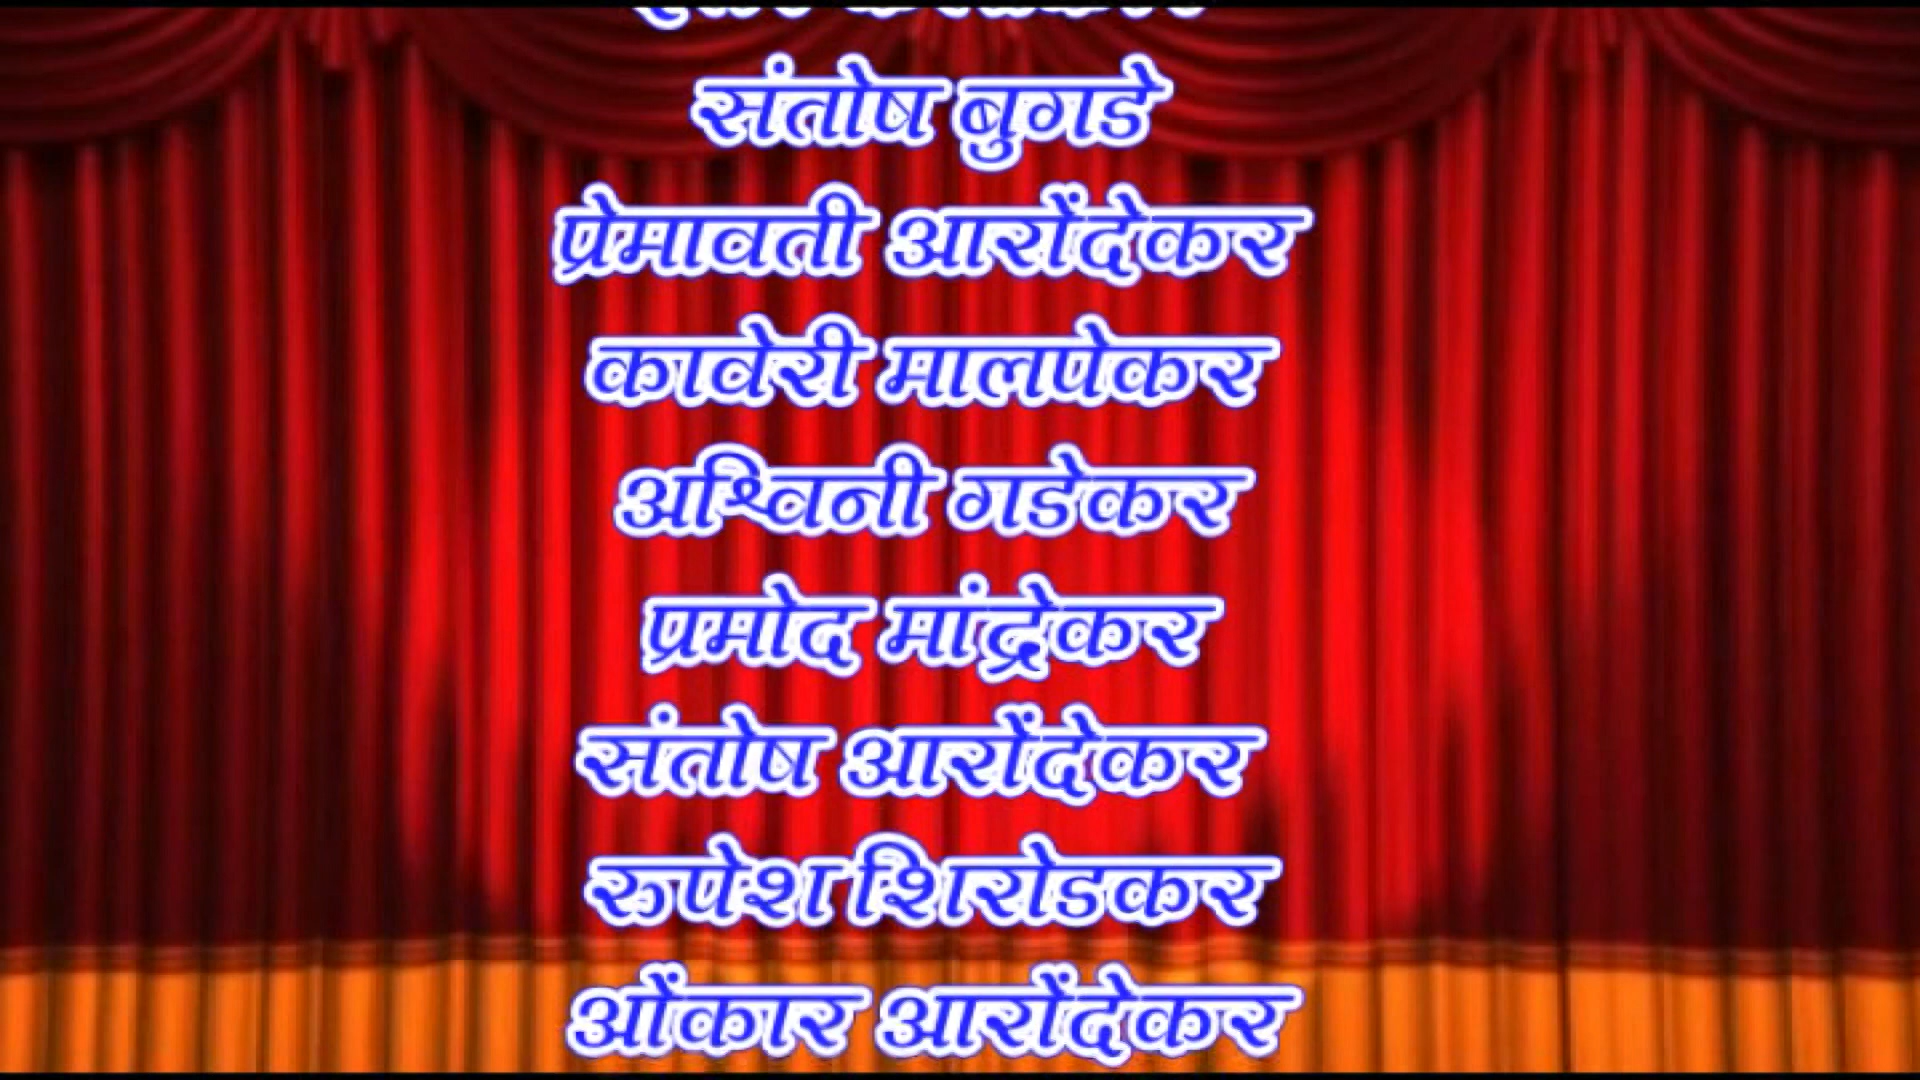 संतोष बुगडे
प्रेमावती आरोंदेकर
कावेरी मालपेकर
अश्विनी गडेकर
प्रमोद मांद्रेकर
संतोष आरोंदेकर
रुपेश शिरोडकर
ओंकार आरोंदेकर